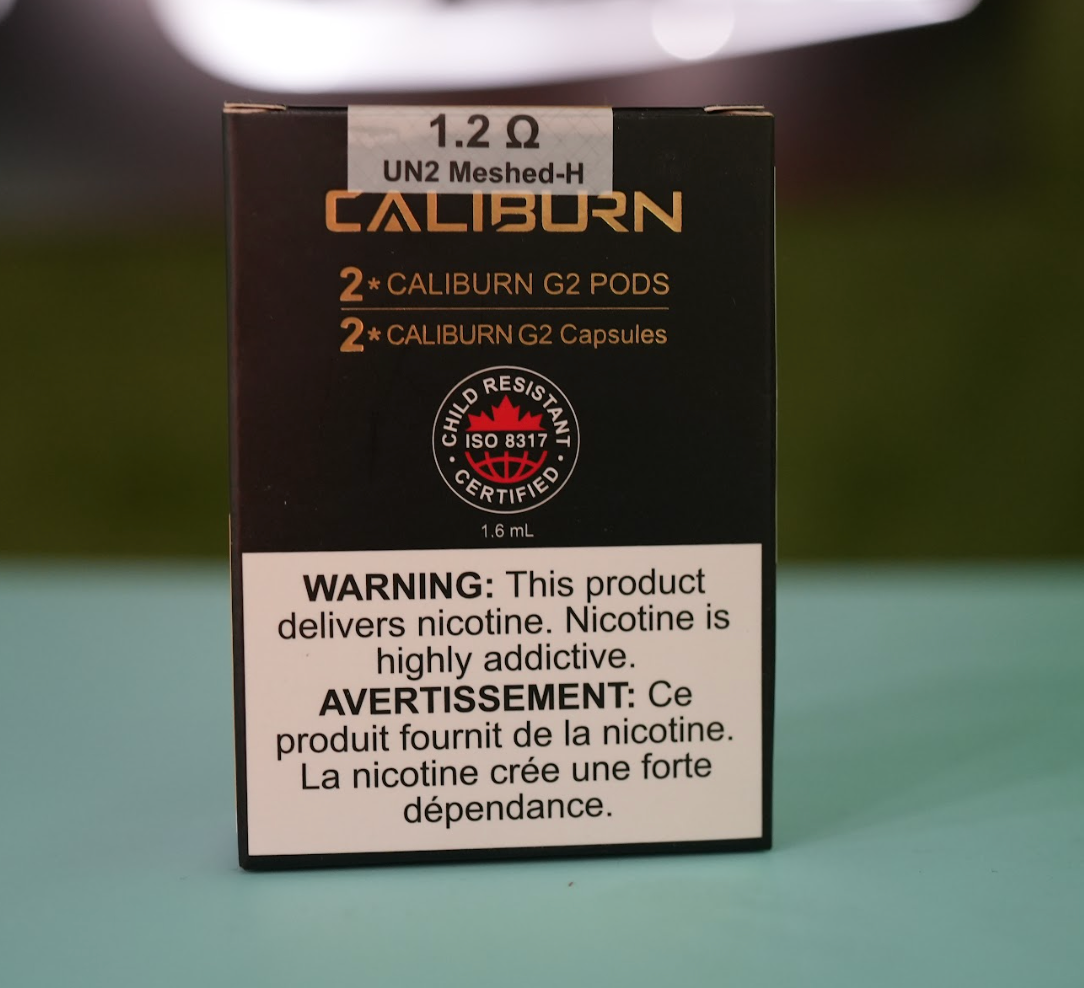 1.2 Ω
UN2 Meshed-H
CALIBURN
2* CALIBURN G2 PODS
2* CALIBURN G2 Capsules
CHILD RESISTANT
ISO 8317
• CERTIFIED •
1.6 mL
WARNING: This product
delivers nicotine. Nicotine is
highly addictive.
AVERTISSEMENT: Ce
produit fournit de la nicotine.
La nicotine crée une forte
dépendance.